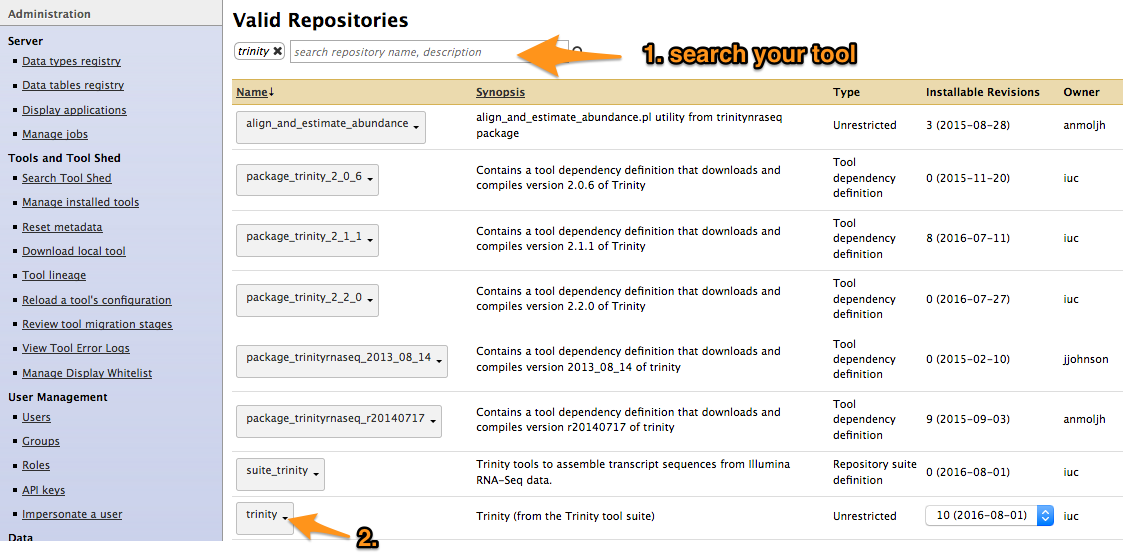 Administration
Server
Data types registry
Data tables registry
Display applications
Manage jobs
Tools and Tool Shed
Search Tool Shed
Manage installed tools
Reset metadata
Download local tool
Tool lineage
Reload a tool's configuration
Review tool migration stages
View Tool Error Logs
Manage Display Whitelist
User Management
Users
Groups
Roles
API keys
Impersonate a user
Data
Valid Repositories
trinity ✖ search repository name, description
1. search your tool
Name↓ Synopsis Type Installable Revisions Owner
align_and_estimate_abundance align_and_estimate_abundance.pl utility from trinitynraseq Unrestricted 3 (2015-08-28) anmoljh
package
package_trinity_2_0_6 Contains a tool dependency definition that downloads and Tool
compiles version 2.0.6 of Trinity dependency 0 (2015-11-20) iuc
definition
package_trinity_2_1_1 Contains a tool dependency definition that downloads and Tool
compiles version 2.1.1 of Trinity dependency 8 (2016-07-11) iuc
definition
package_trinity_2_2_0 Contains a tool dependency definition that downloads and Tool
compiles version 2.2.0 of Trinity dependency 0 (2016-07-27) iuc
definition
package_trinityrnaseq_2013_08_14 Contains a tool dependency definition that downloads and Tool
compiles version 2013_08_14 of trinity dependency 0 (2015-02-10) jjohnson
definition
package_trinityrnaseq_r20140717 Contains a tool dependency definition that downloads and Tool
compiles version r20140717 of trinity dependency 9 (2015-09-03) anmoljh
definition
suite_trinity Trinity tools to assemble transcript sequences from Illumina Repository suite 0 (2016-08-01) iuc
RNA-Seq data. definition
trinity Trinity (from the Trinity tool suite) Unrestricted 10 (2016-08-01) iuc
2.